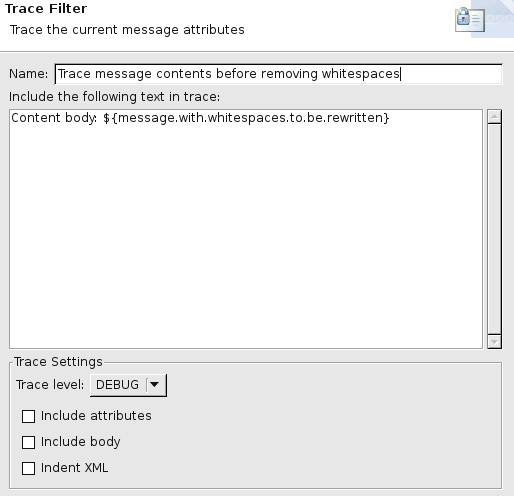 Trace Filter
Trace the current message attributes
Name: Trace message contents before removing whitespaces
Include the following text in trace:
Content body: ${message.with.whitespaces.to.be.rewritten}
Trace Settings
Trace level: DEBUG
Include attributes
Include body
Indent XML